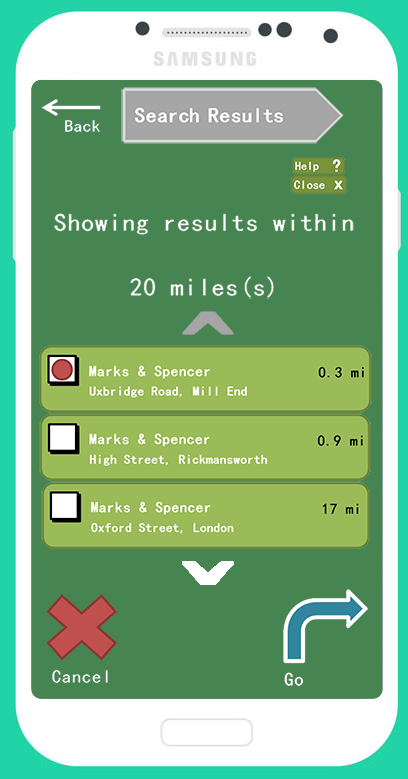 SAMSUNG
Back
Search Results
Help ?
Close X
Showing results within
20 miles(s)
Marks & Spencer 0.3 mi
Uxbridge Road, Mill End
Marks & Spencer 0.9 mi
High Street, Rickmansworth
Marks & Spencer 17 mi
Oxford Street, London
Cancel
Go